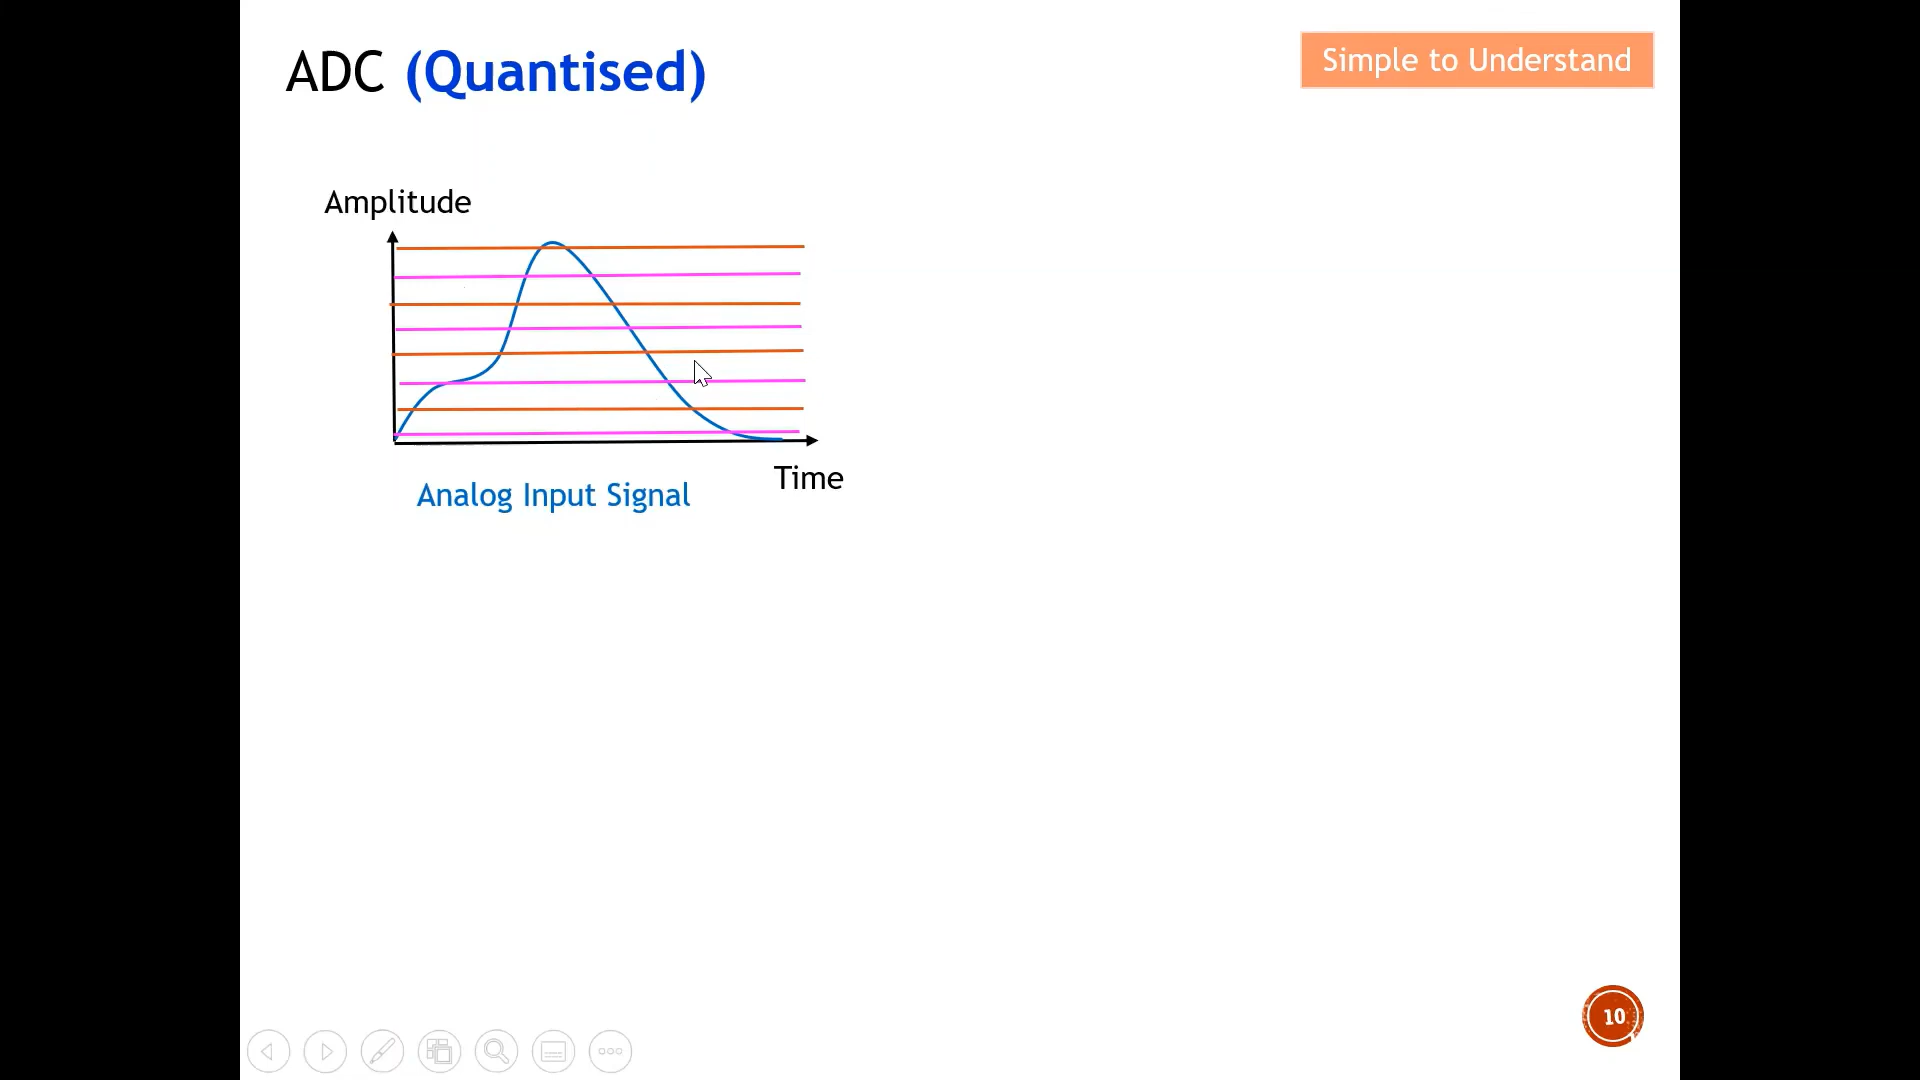 ADC (Quantised)
Simple to Understand
Amplitude
Time
Analog Input Signal
10